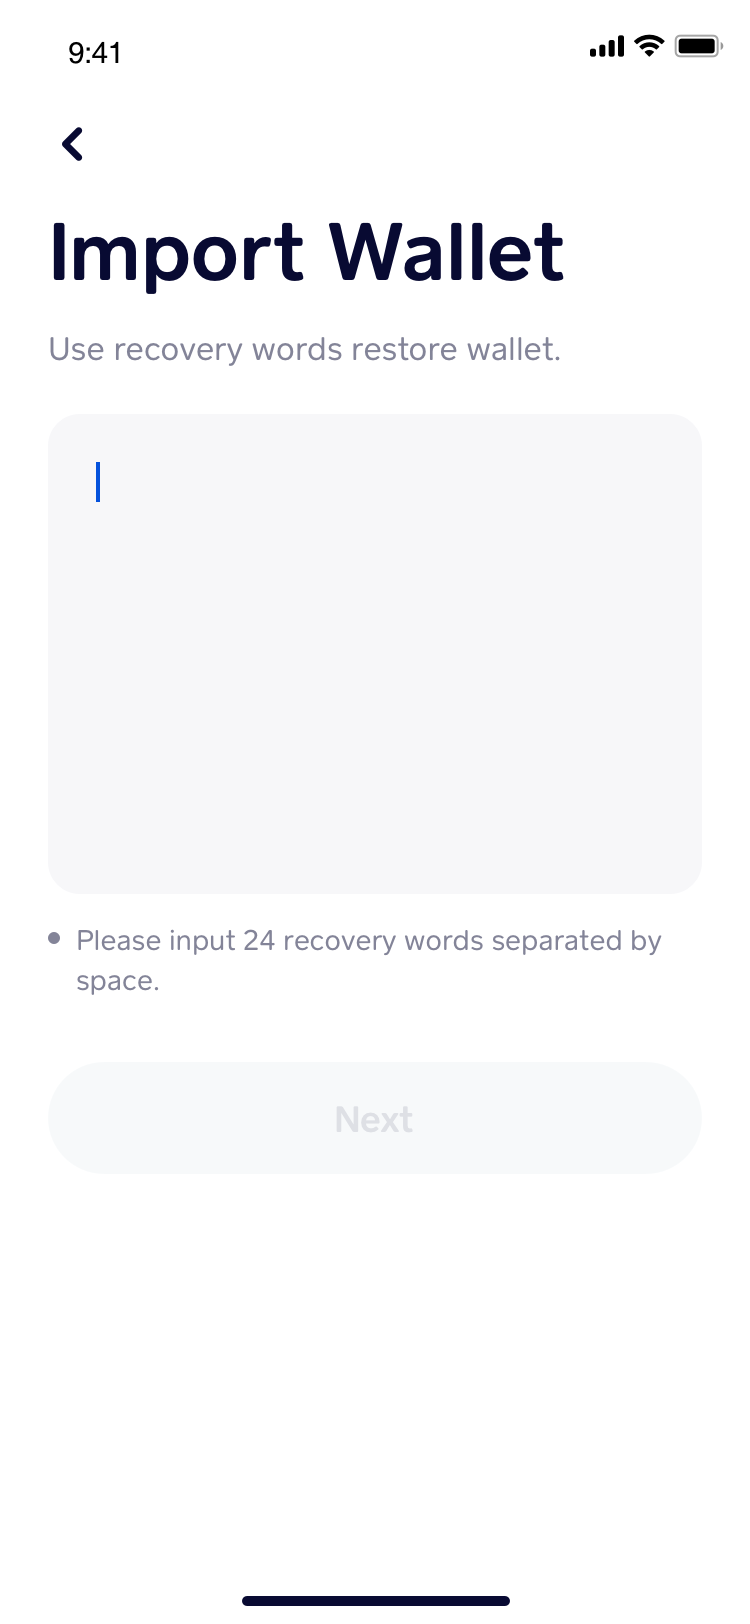 9:41
Import Wallet
Use recovery words restore wallet.
Please input 24 recovery words separated by
space.
Next